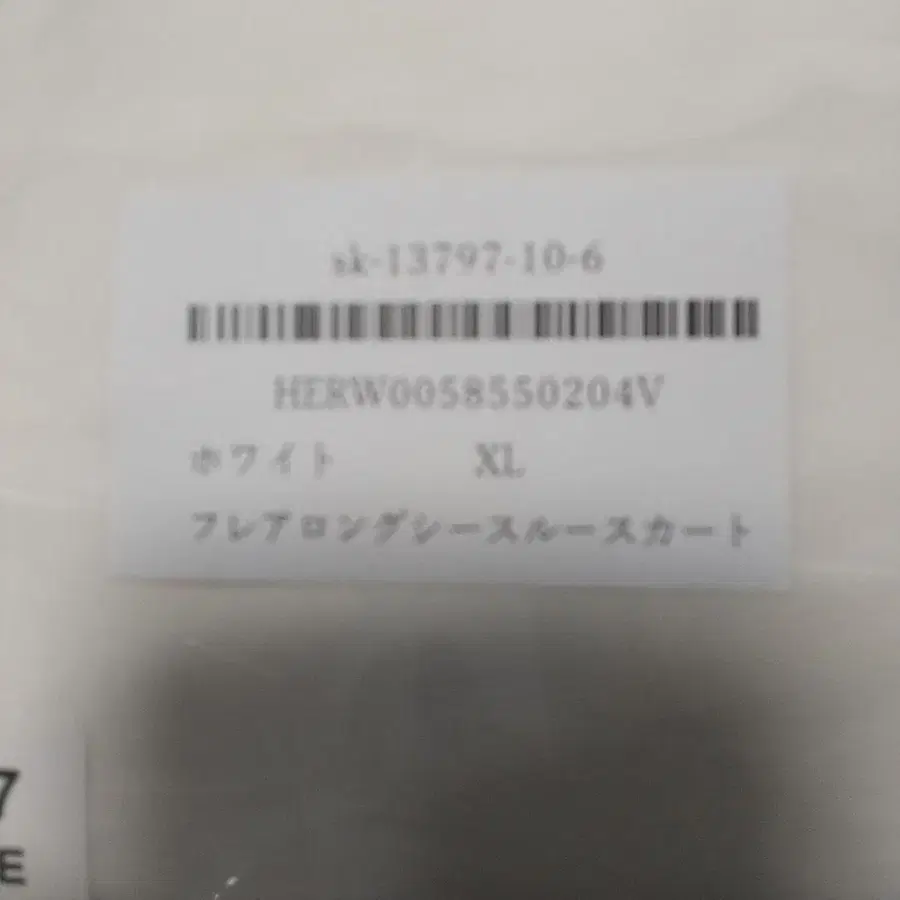 sk-13797-10-6
HERW0058550204V
ホワイト XL
フレアロングシースルースカート
7
E